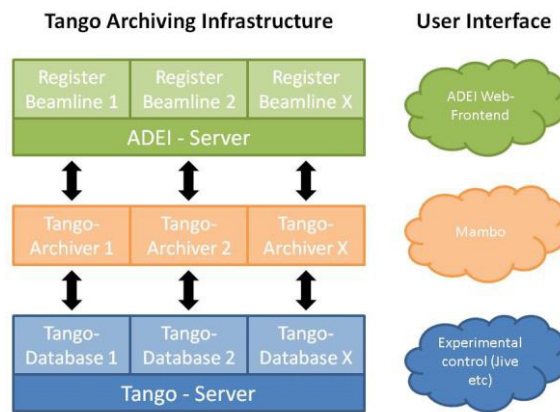 Tango Archiving Infrastructure
User Interface
Register
Beamline 1
Register
Beamline 2
Register
Beamline X
ADEI - Server
ADEI Web-
Frontend
Tango-
Archiver 1
Tango-
Archiver 2
Tango-
Archiver X
Mambo
Tango-
Database 1
Tango-
Database 2
Tango-
Database X
Tango - Server
Experimental
control (Jive
etc)